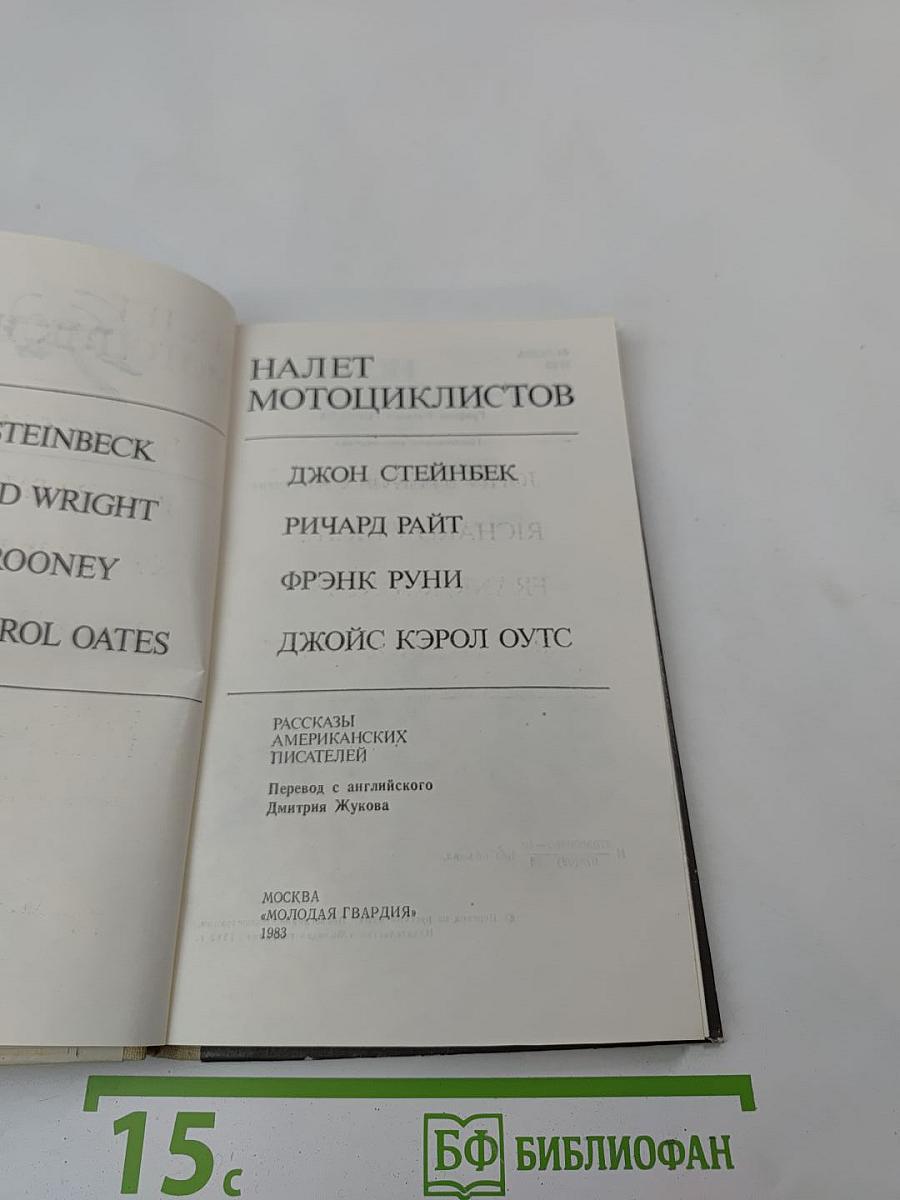 STEINBECK
D WRIGHT
ROONEY
ROL OATES
НАЛЕТ
МОТОЦИКЛИСТОВ
ДЖОН СТЕЙНБЕК
РИЧАРД РАЙТ
ФРЭНК РУНИ
ДЖОЙС КЭРОЛ ОУТС
РАССКАЗЫ
АМЕРИКАНСКИХ
ПИСАТЕЛЕЙ
Перевод с английского
Дмитрия Жукова
МОСКВА
«МОЛОДАЯ ГВАРДИЯ»
1983
15 с
БФ БИБЛИОФАН